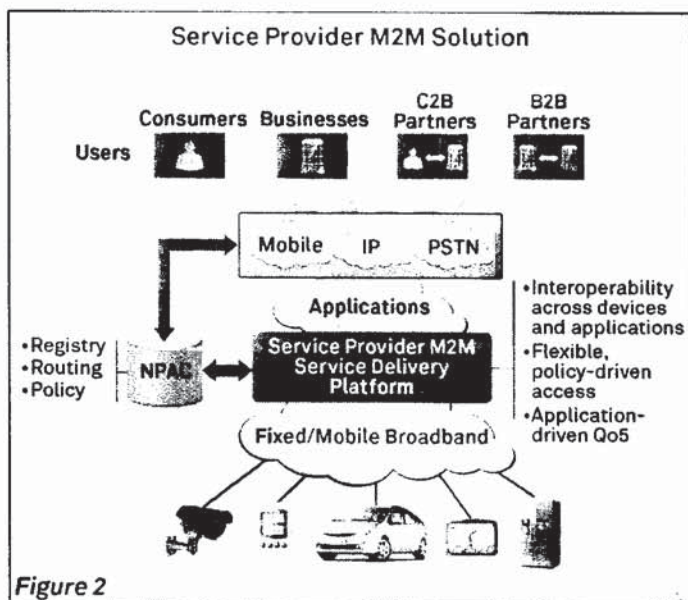 Service Provider M2M Solution
Consumers Businesses C2B Partners B2B Partners
Users
Mobile IP PSTN
Applications
•Registry
•Routing
•Policy
NPAC
Service Provider M2M
Service Delivery
Platform
•Interoperability
across devices
and applications
•Flexible,
policy-driven
access
•Application-
driven Qo5
Fixed/Mobile Broadband
Figure 2